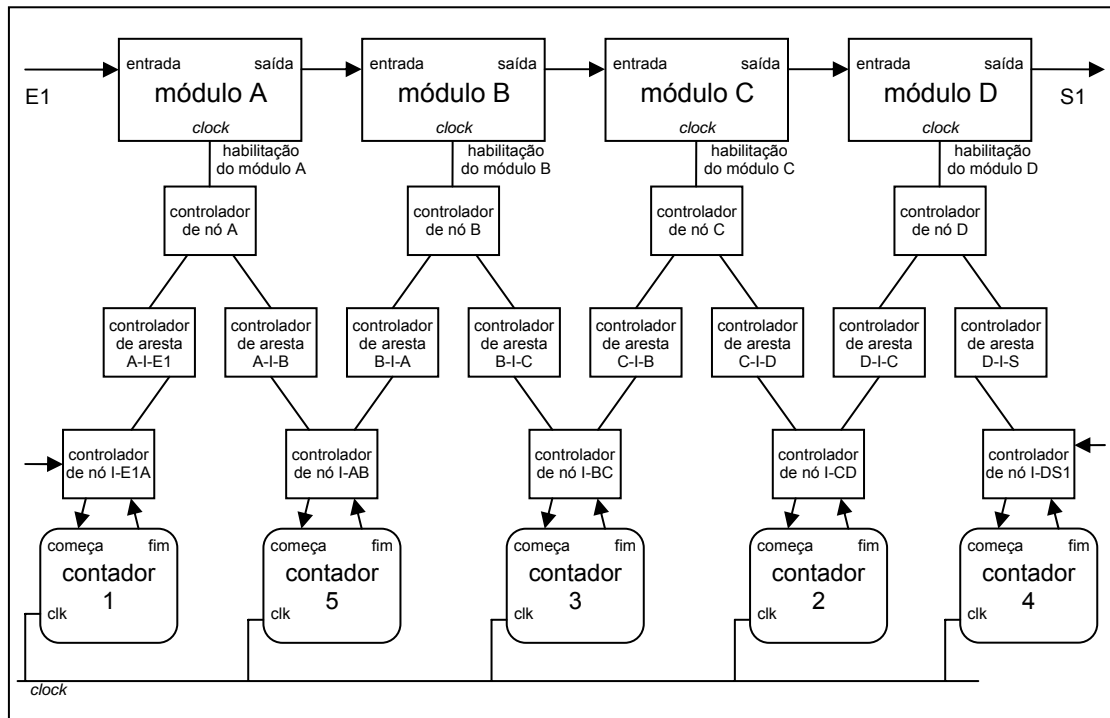 entrada saída
módulo A
clock
entrada saída
módulo B
clock
entrada saída
módulo C
clock
entrada saída
módulo D
clock
E1
S1
habilitação
do módulo A
habilitação
do módulo B
habilitação
do módulo C
habilitação
do módulo D
controlador
de nó A
controlador
de nó B
controlador
de nó C
controlador
de nó D
controlador
de aresta
A-I-E1
controlador
de aresta
A-I-B
controlador
de aresta
B-I-A
controlador
de aresta
B-I-C
controlador
de aresta
C-I-B
controlador
de aresta
C-I-D
controlador
de aresta
D-I-C
controlador
de aresta
D-I-S
controlador
de nó I-E1A
controlador
de nó I-AB
controlador
de nó I-BC
controlador
de nó I-CD
controlador
de nó I-DS1
começa fim
contador
1
clk
começa fim
contador
5
clk
começa fim
contador
3
clk
começa fim
contador
2
clk
começa fim
contador
4
clk
clock